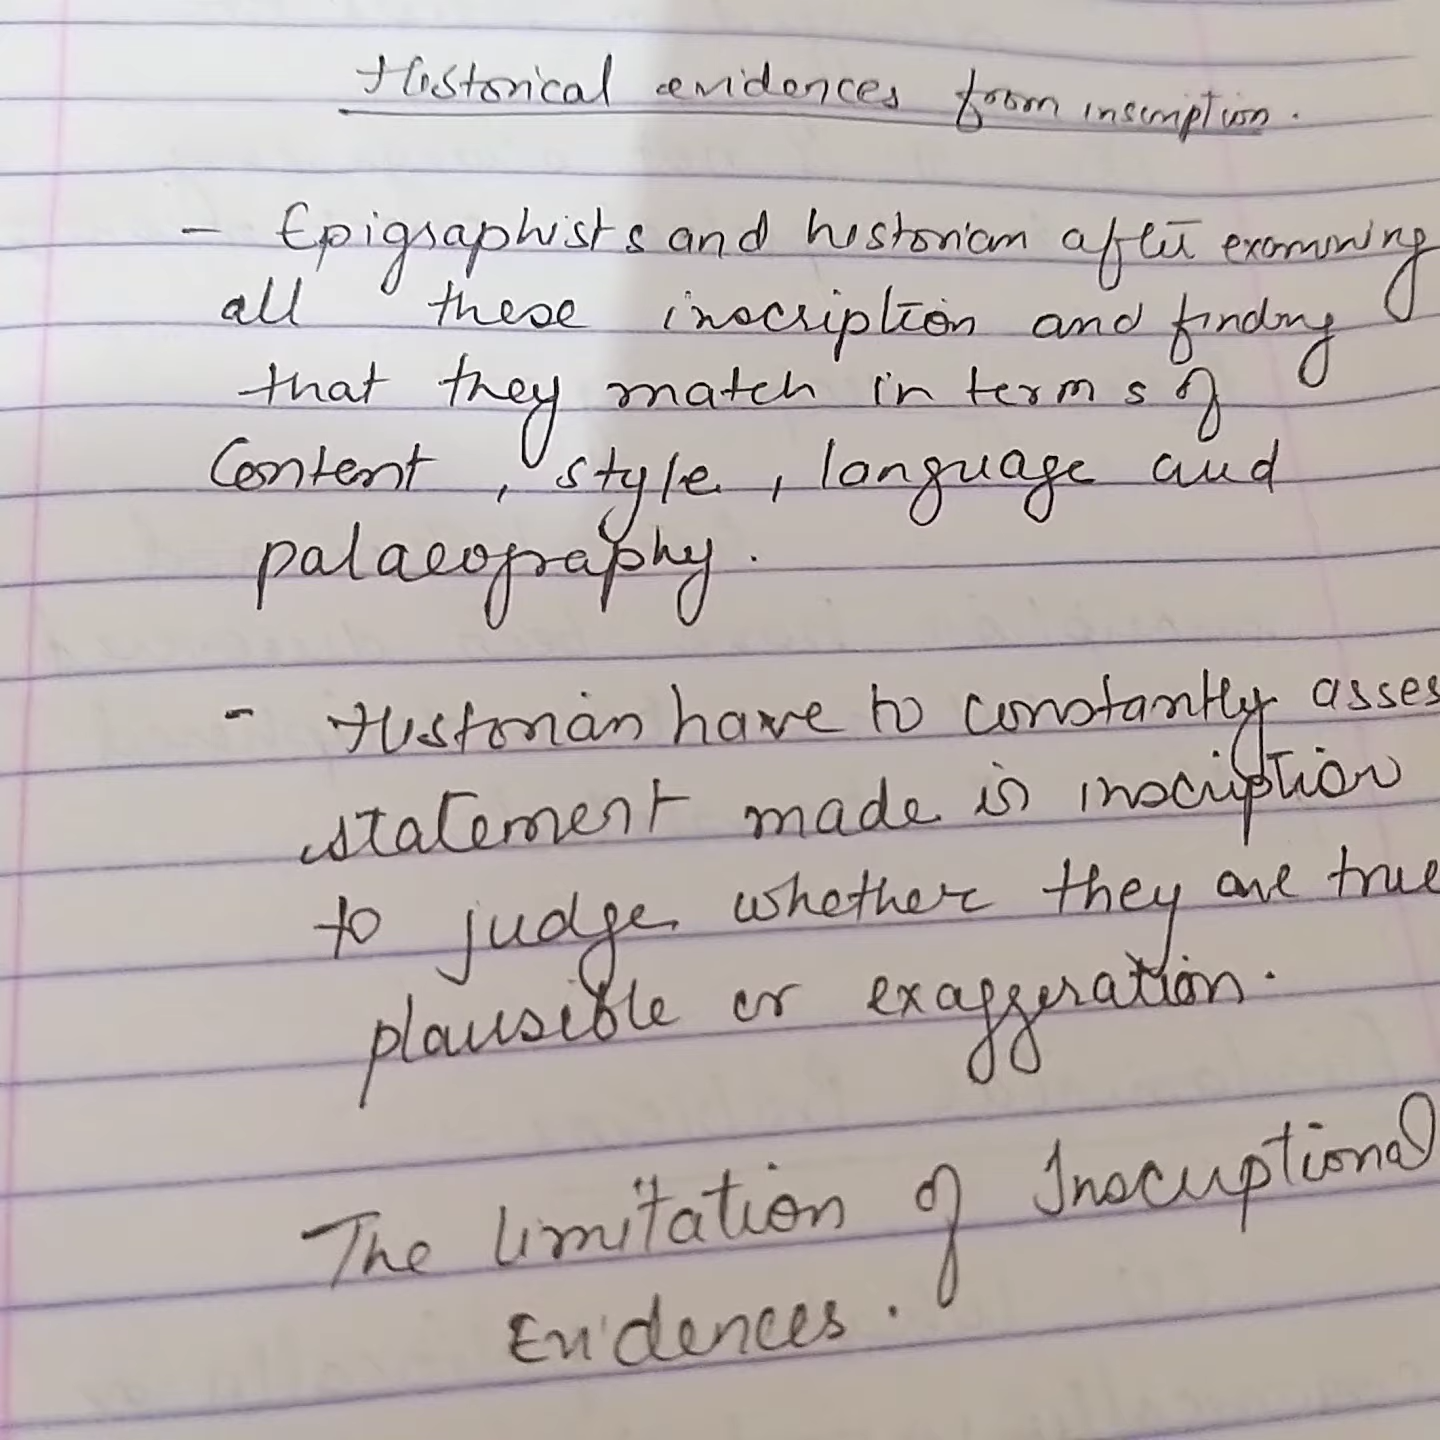 Historical evidences from inscription.
- Epigraphists and historian after examining
all these inscription and finding
that they match in terms of
Content, style, language and
palaeography.
- Historian have to constantly asses
statement made in inscription
to judge whether they are true
plausible or exaggeration.
The limitation of Inscriptional
Evidences.